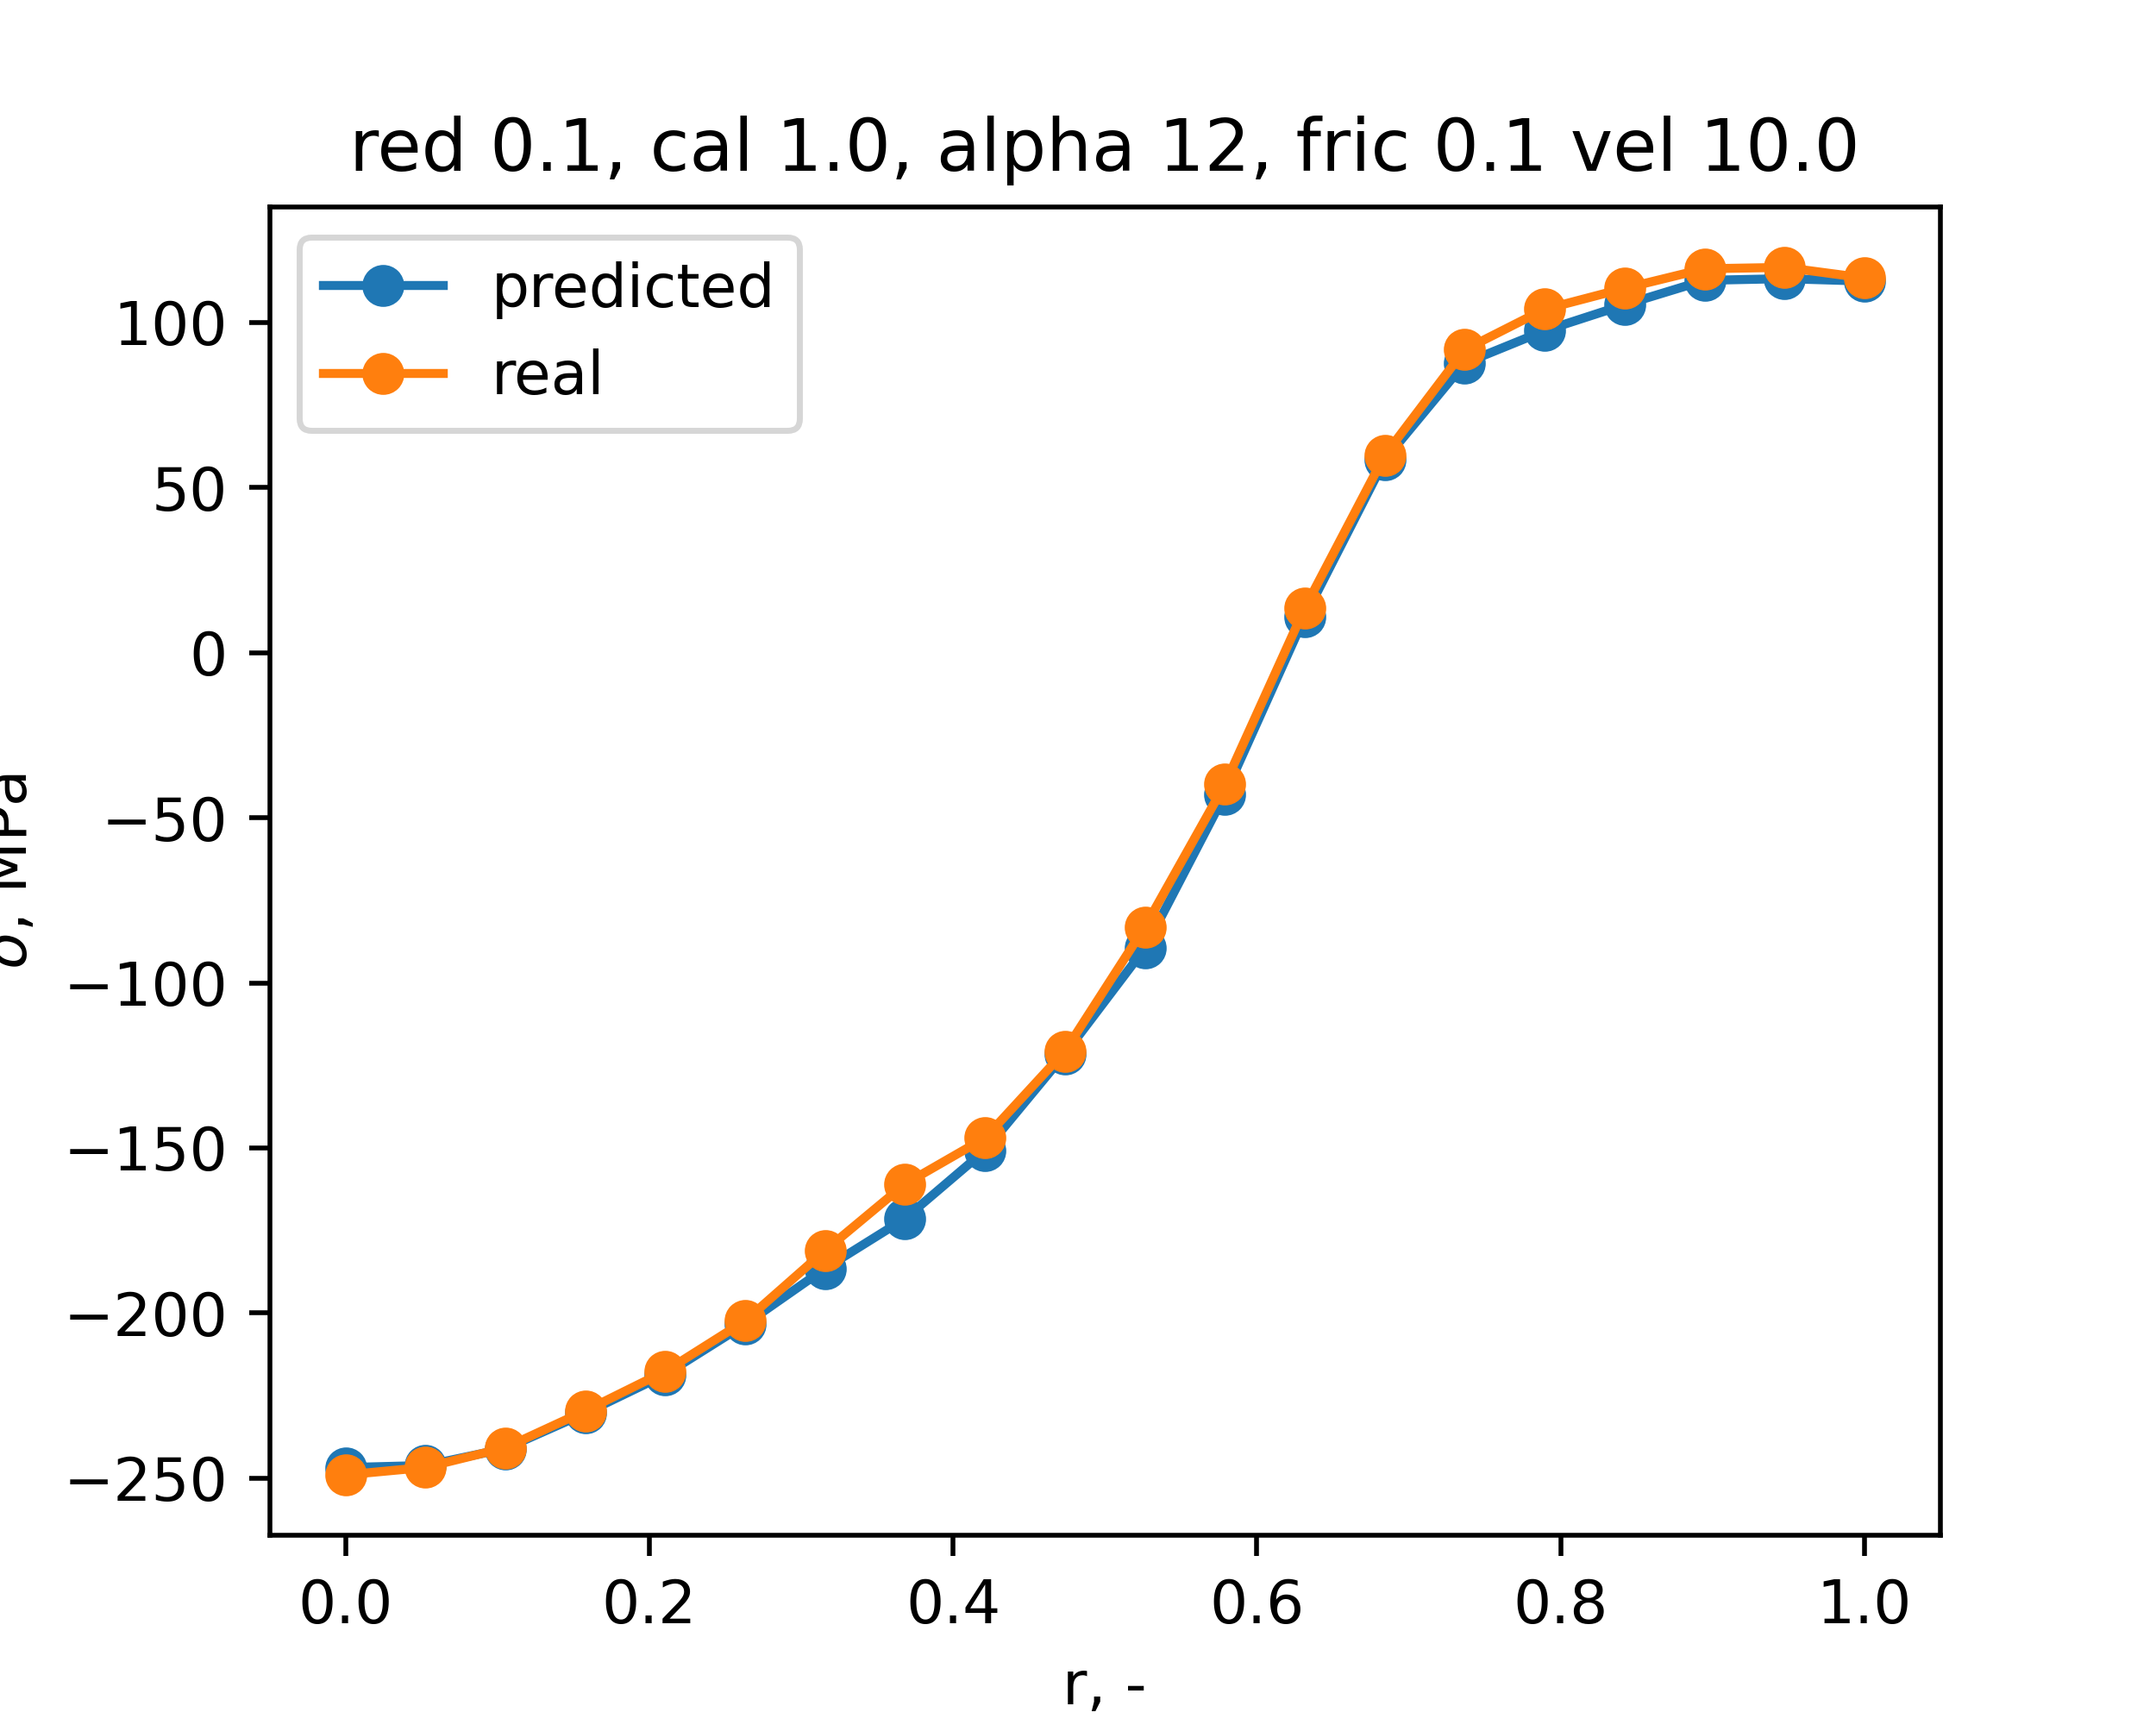 red 0.1, cal 1.0, alpha 12, fric 0.1 vel 10.0
predicted
real
100
50
0
−50
−100
−150
−200
−250
, MPa
0.0 0.2 0.4 0.6 0.8 1.0
r, -